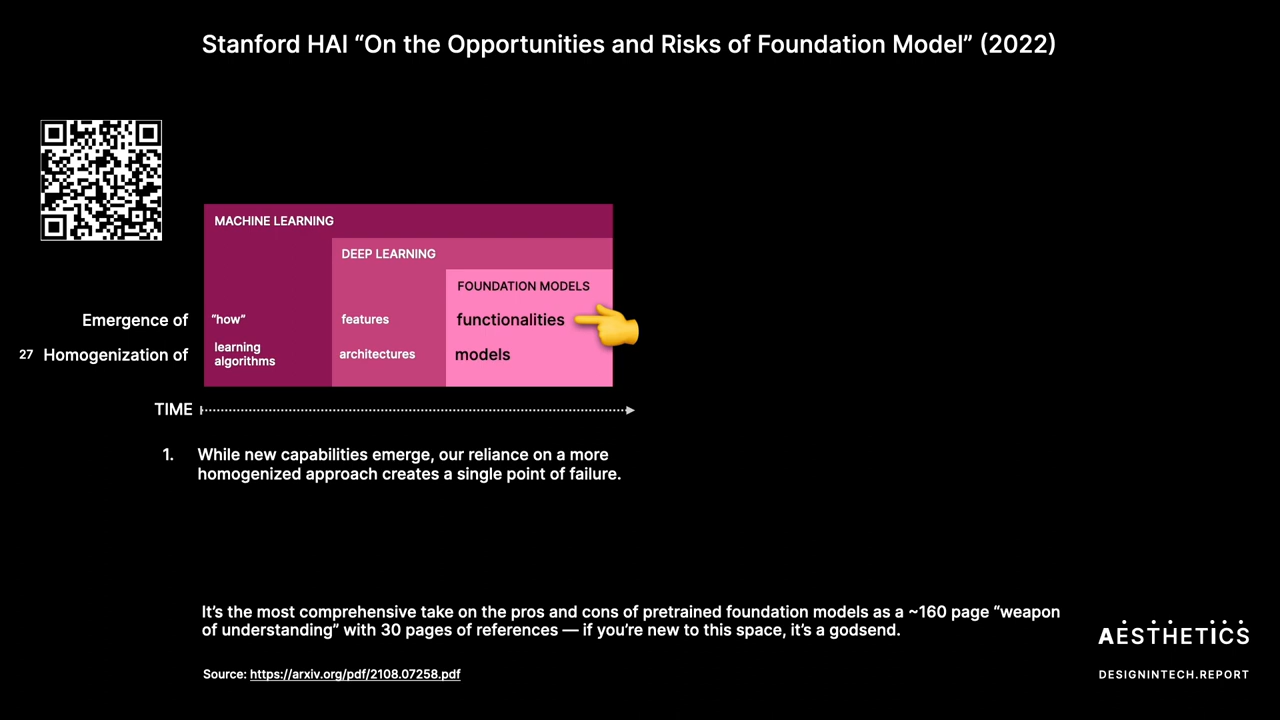 Stanford HAI “On the Opportunities and Risks of Foundation Model” (2022)
MACHINE LEARNING
DEEP LEARNING
FOUNDATION MODELS
Emergence of
”how”
features
functionalities
27
Homogenization of
learning
algorithms
architectures
models
TIME
1. While new capabilities emerge, our reliance on a more
homogenized approach creates a single point of failure.
It’s the most comprehensive take on the pros and cons of pretrained foundation models as a ~160 page “weapon
of understanding” with 30 pages of references — if you’re new to this space, it’s a godsend.
Source: https://arxiv.org/pdf/2108.07258.pdf
AESTHETICS
DESIGNINTECH.REPORT